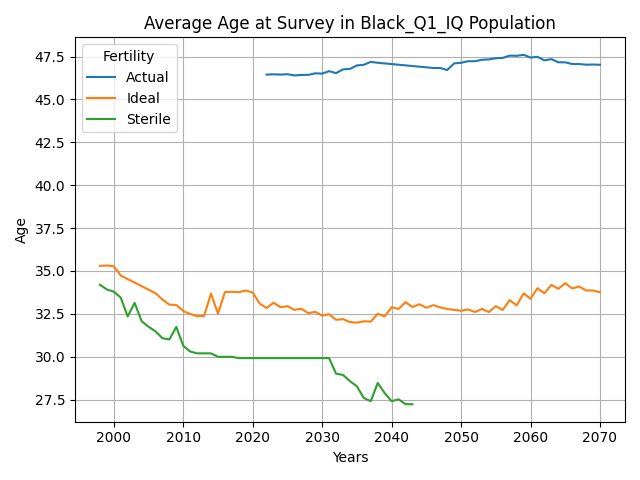 Average Age at Survey in Black_Q1_IQ Population
Fertility
Actual
Ideal
Sterile
47.5
45.0
42.5
40.0
37.5
35.0
32.5
30.0
27.5
Age
2000 2010 2020 2030 2040 2050 2060 2070
Years